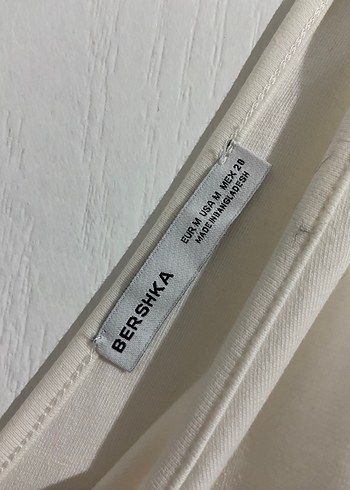 BERSHKA
EUR M USA M MEX 28
MADE IN BANGLADESH